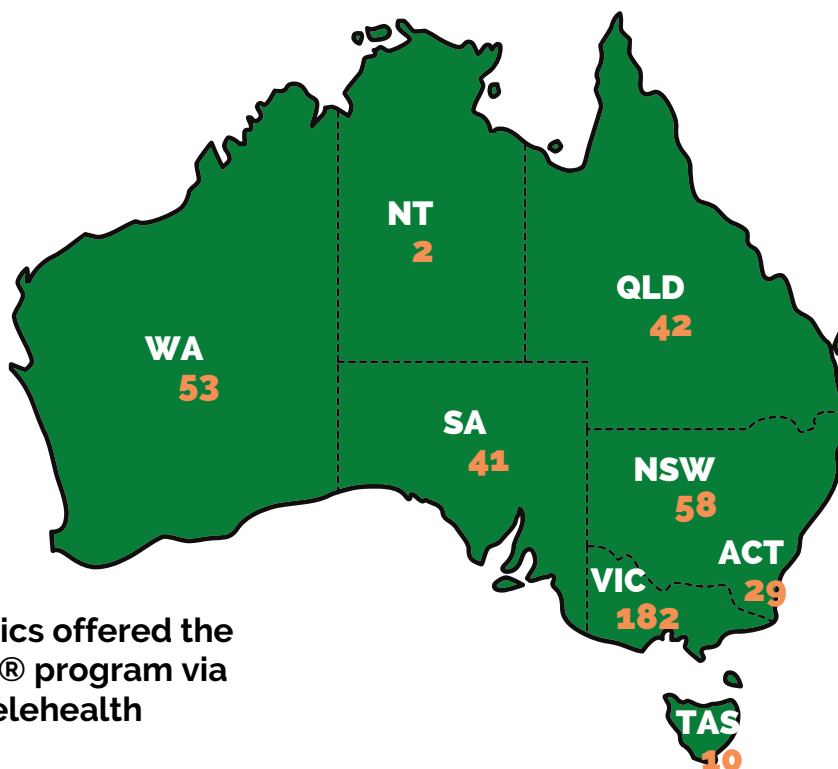 NT
2
QLD
42
WA
53
SA
41
NSW
58
ACT
29
VIC
182
ics offered the
® program via
elehealth
TAS
10